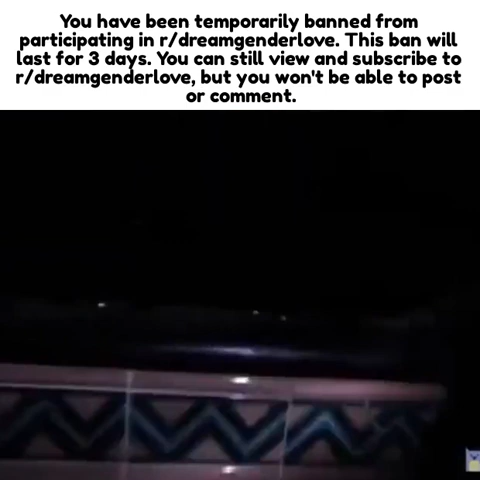 You have been temporarily banned from
participating in r/dreamgenderlove. This ban will
last for 3 days. You can still view and subscribe to
r/dreamgenderlove, but you won't be able to post
or comment.